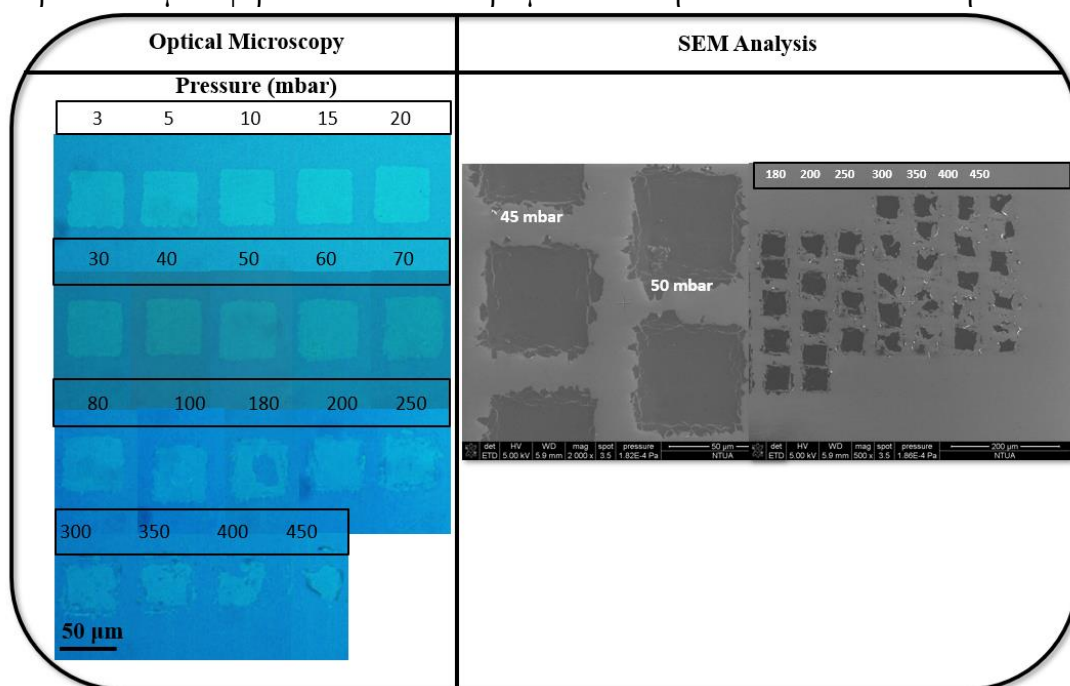 Optical Microscopy
SEM Analysis
Pressure (mbar)
3 5 10 15 20
30 40 50 60 70
80 100 180 200 250
300 350 400 450
50 μm
45 mbar
50 mbar
180 200 250 300 350 400 450
det HV WD mag spot pressure 50 μm
ETD 5.00 kV 5.9 mm 2 000 x 3.5 1.82E-4 Pa NTUA
det HV WD mag spot pressure 200 μm
ETD 5.00 kV 5.9 mm 500 x 3.5 1.86E-4 Pa NTUA